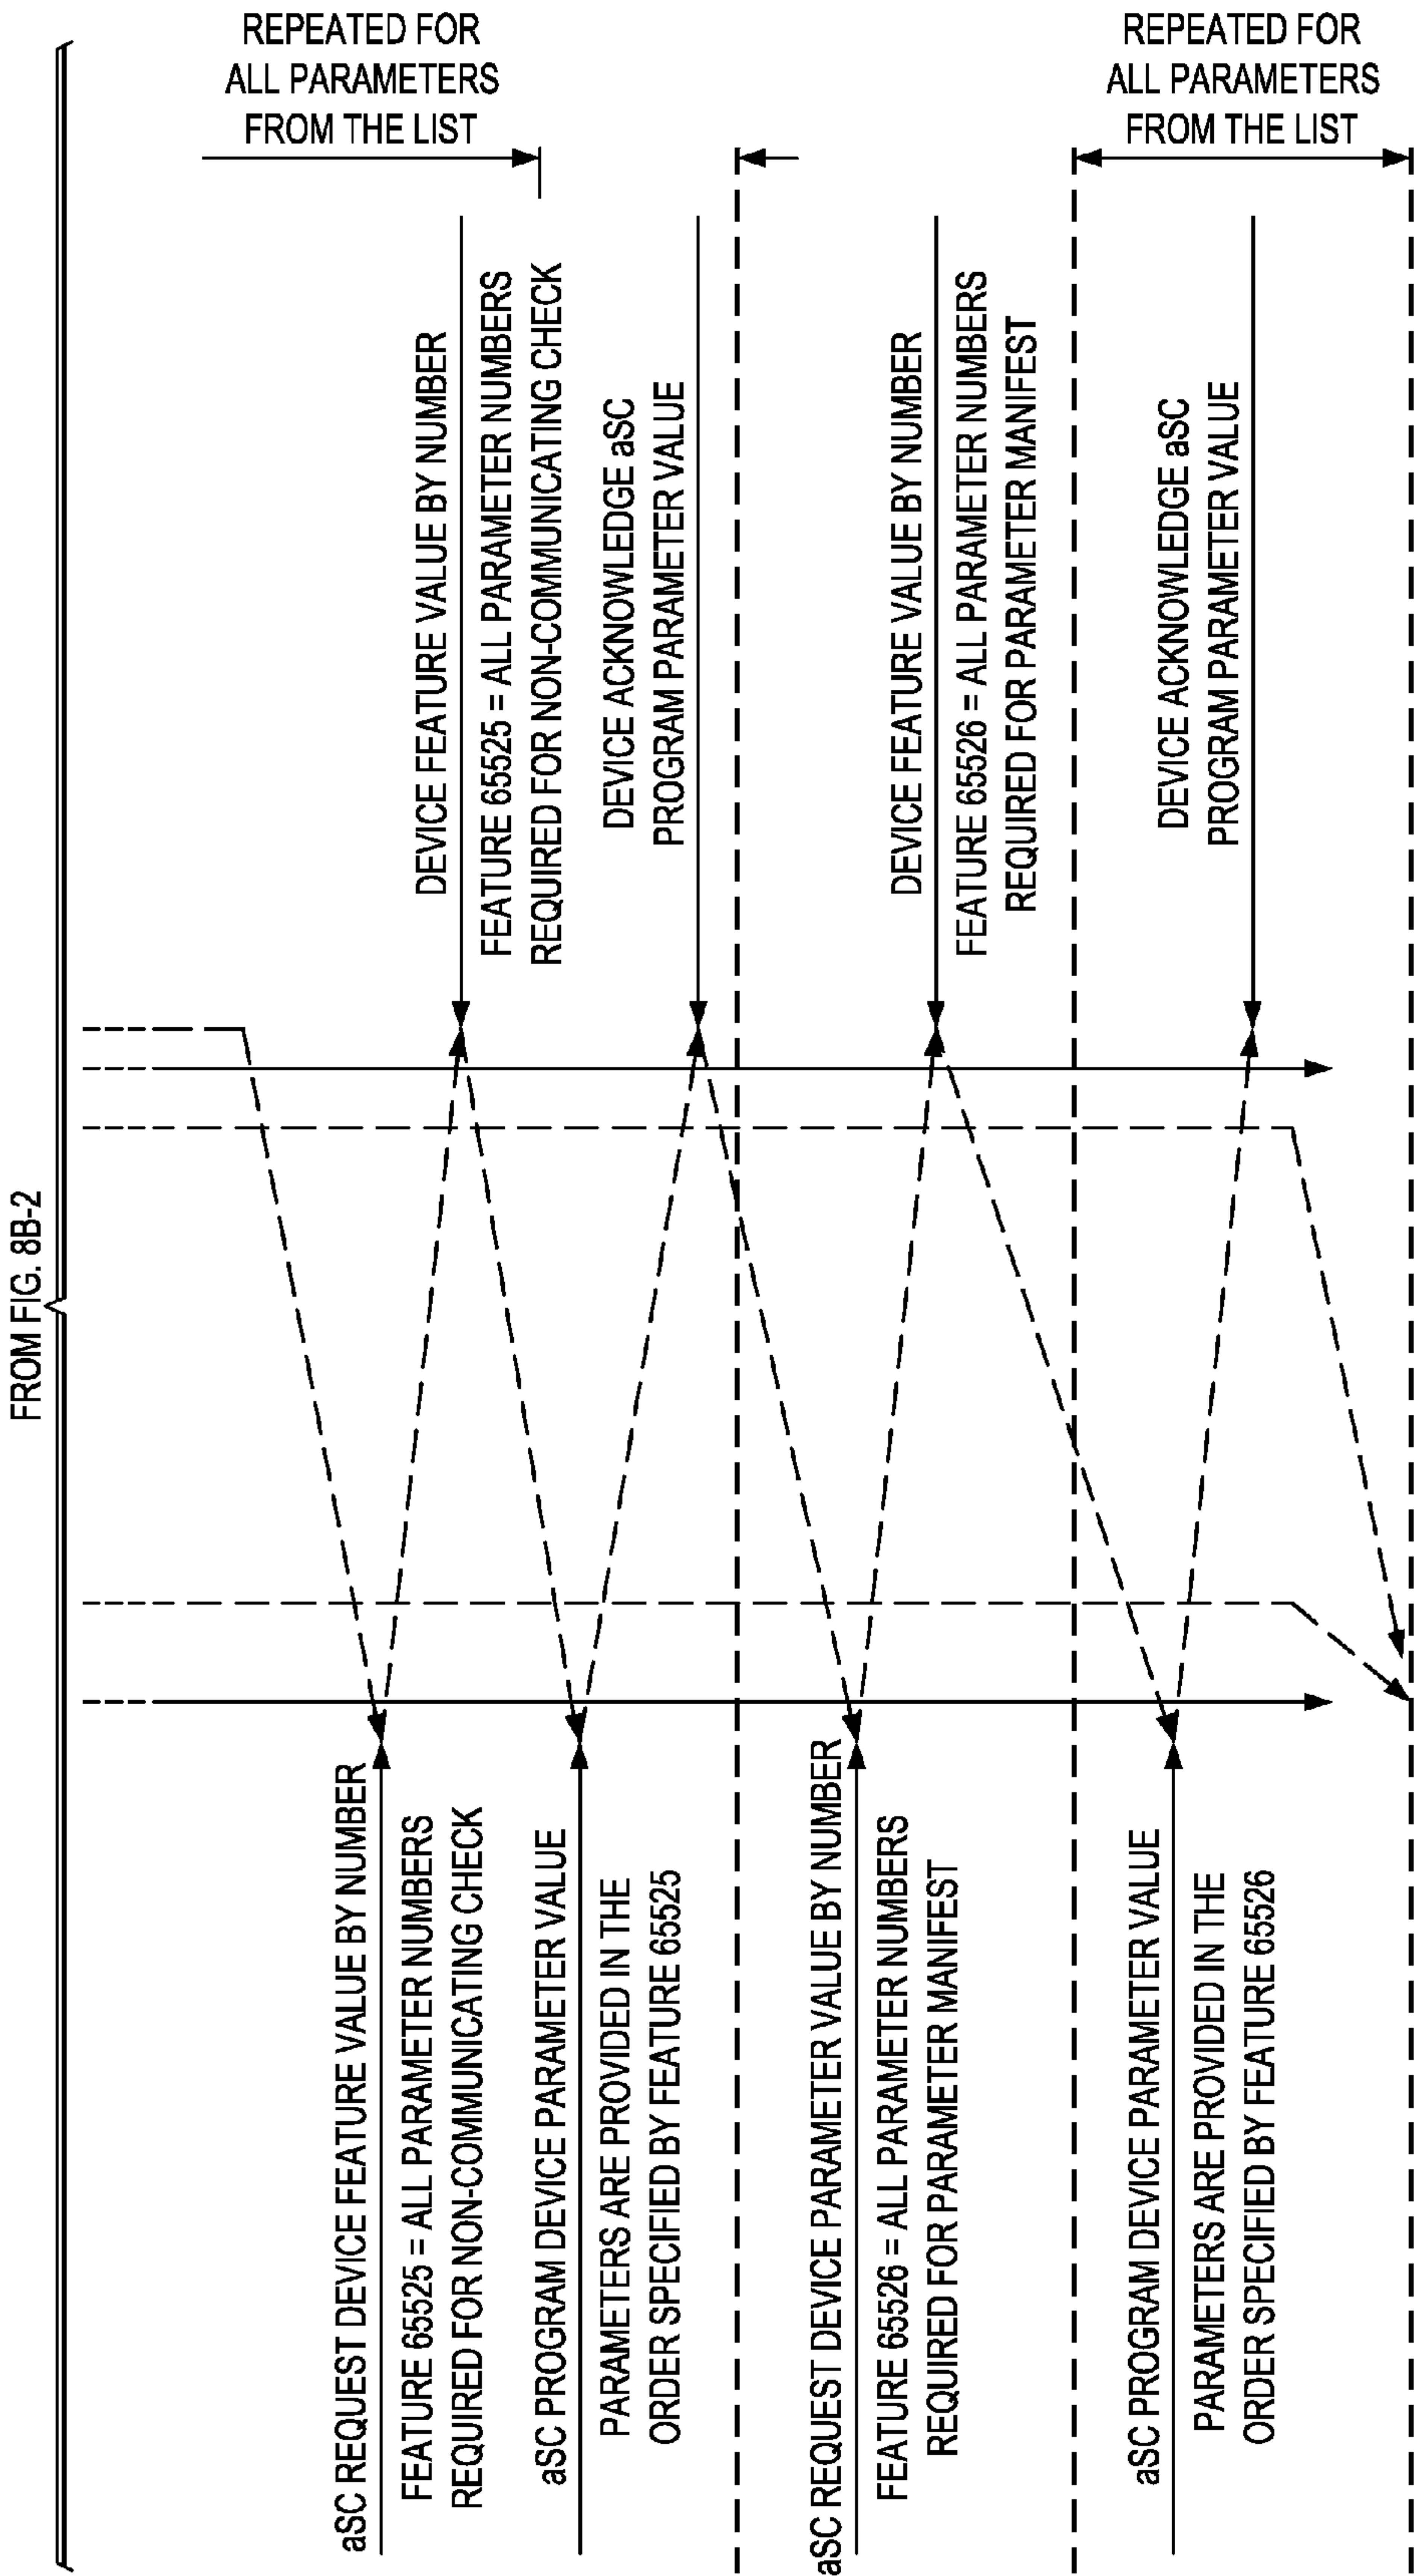 FROM FIG. 8B-2
REPEATED FOR
ALL PARAMETERS
FROM THE LIST
REPEATED FOR
ALL PARAMETERS
FROM THE LIST
aSC REQUEST DEVICE FEATURE VALUE BY NUMBER
FEATURE 65525 = ALL PARAMETER NUMBERS
REQUIRED FOR NON-COMMUNICATING CHECK
DEVICE FEATURE VALUE BY NUMBER
FEATURE 65525 = ALL PARAMETER NUMBERS
REQUIRED FOR NON-COMMUNICATING CHECK
aSC PROGRAM DEVICE PARAMETER VALUE
PARAMETERS ARE PROVIDED IN THE
ORDER SPECIFIED BY FEATURE 65525
DEVICE ACKNOWLEDGE aSC
PROGRAM PARAMETER VALUE
aSC REQUEST DEVICE PARAMETER VALUE BY NUMBER
FEATURE 65526 = ALL PARAMETER NUMBERS
REQUIRED FOR PARAMETER MANIFEST
DEVICE FEATURE VALUE BY NUMBER
FEATURE 65526 = ALL PARAMETER NUMBERS
REQUIRED FOR PARAMETER MANIFEST
aSC PROGRAM DEVICE PARAMETER VALUE
PARAMETERS ARE PROVIDED IN THE
ORDER SPECIFIED BY FEATURE 65526
DEVICE ACKNOWLEDGE aSC
PROGRAM PARAMETER VALUE